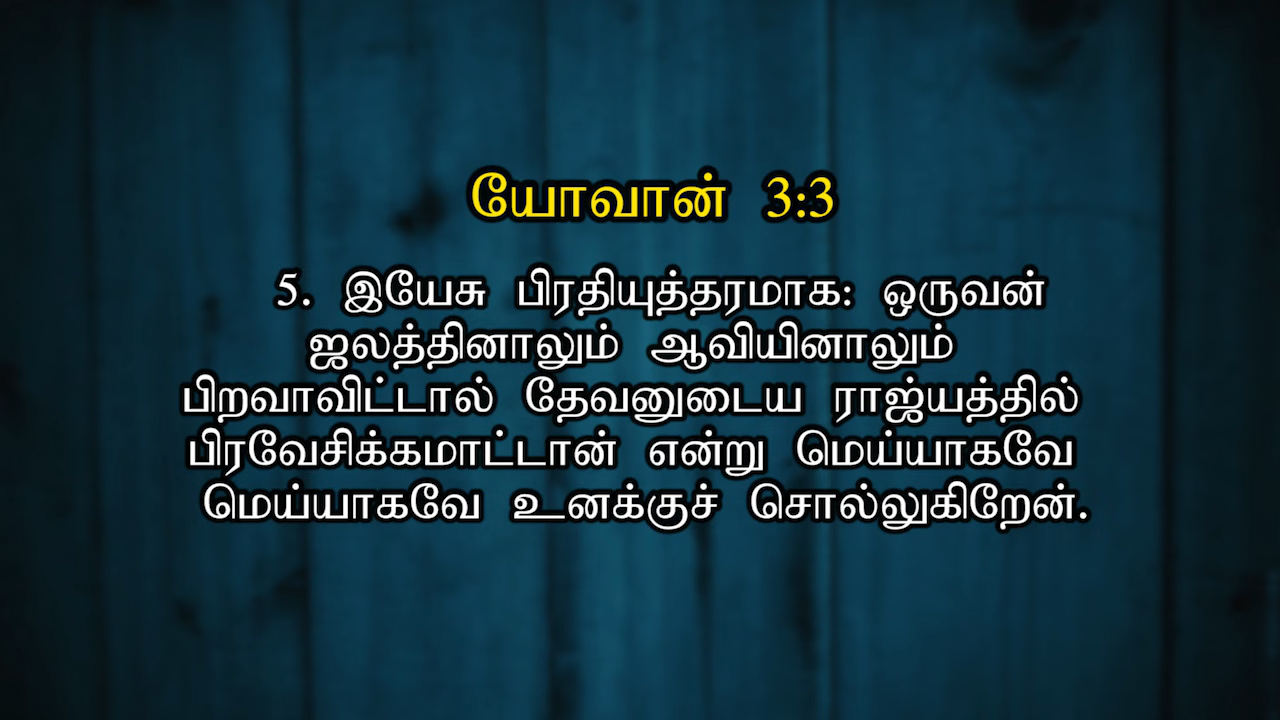 யோவான் 3:3
5. இயேசு பிரதியுத்தரமாக: ஒருவன்
ஜலத்தினாலும் ஆவியினாலும்
பிறவாவிட்டால் தேவனுடைய ராஜ்யத்தில்
பிரவேசிக்கமாட்டான் என்று மெய்யாகவே
மெய்யாகவே உனக்குச் சொல்லுகிறேன்.